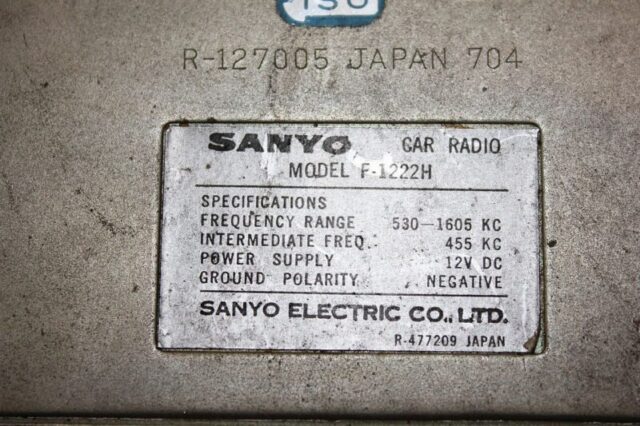 ISO
R-127005 JAPAN 704
SANYO CAR RADIO
MODEL F-1222H
SPECIFICATIONS
FREQUENCY RANGE 530—1605 KC
INTERMEDIATE FREQ. 455 KC
POWER SUPPLY 12V DC
GROUND POLARITY NEGATIVE
SANYO ELECTRIC CO., LTD.
R-477209 JAPAN